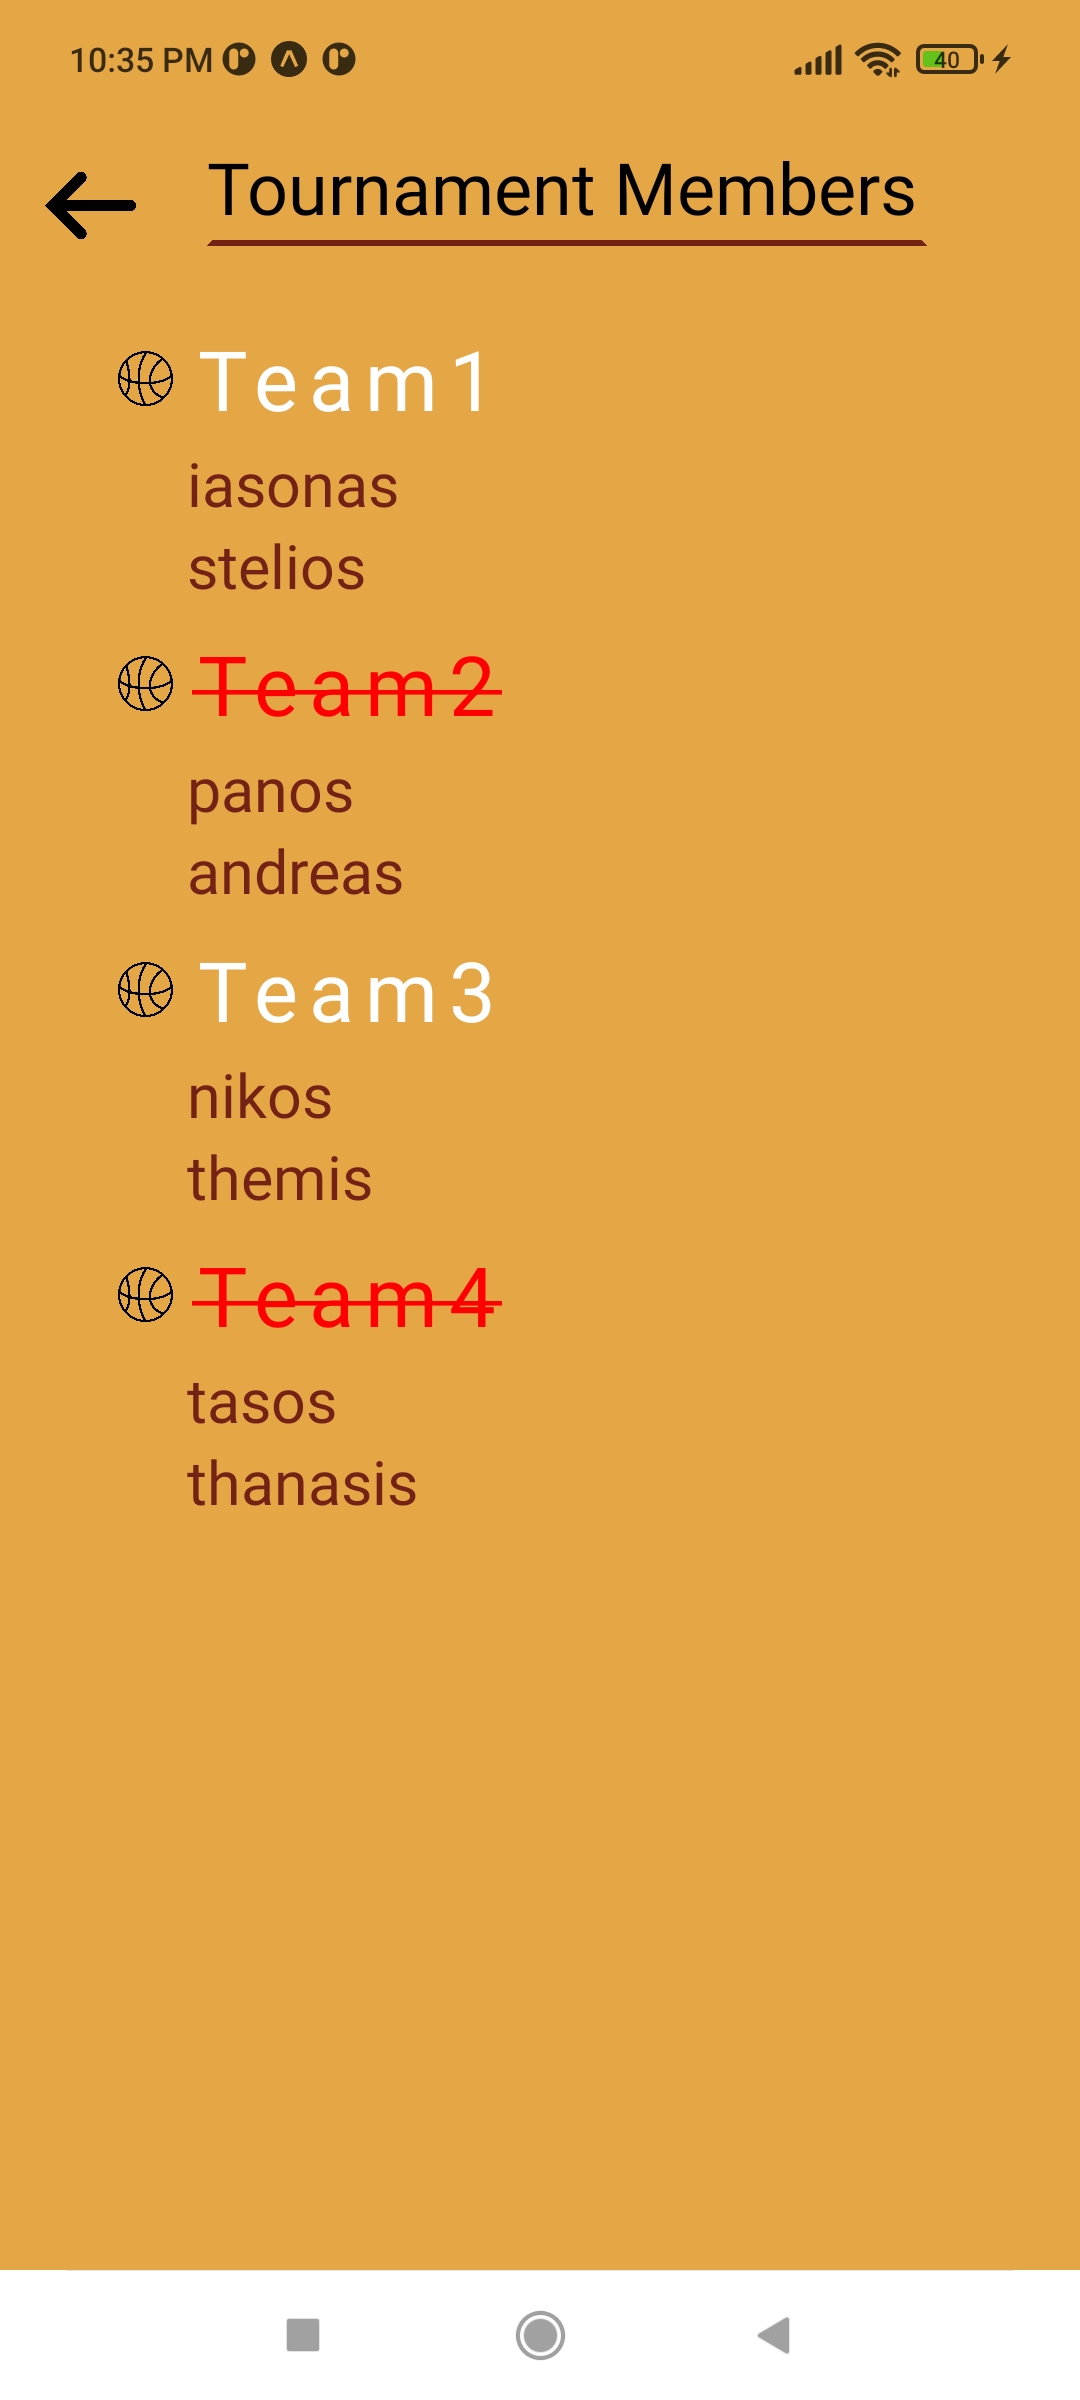 10:35 PM
40
Tournament Members
Team1
iasonas
stelios
Team2
panos
andreas
Team3
nikos
themis
Team4
tasos
thanasis